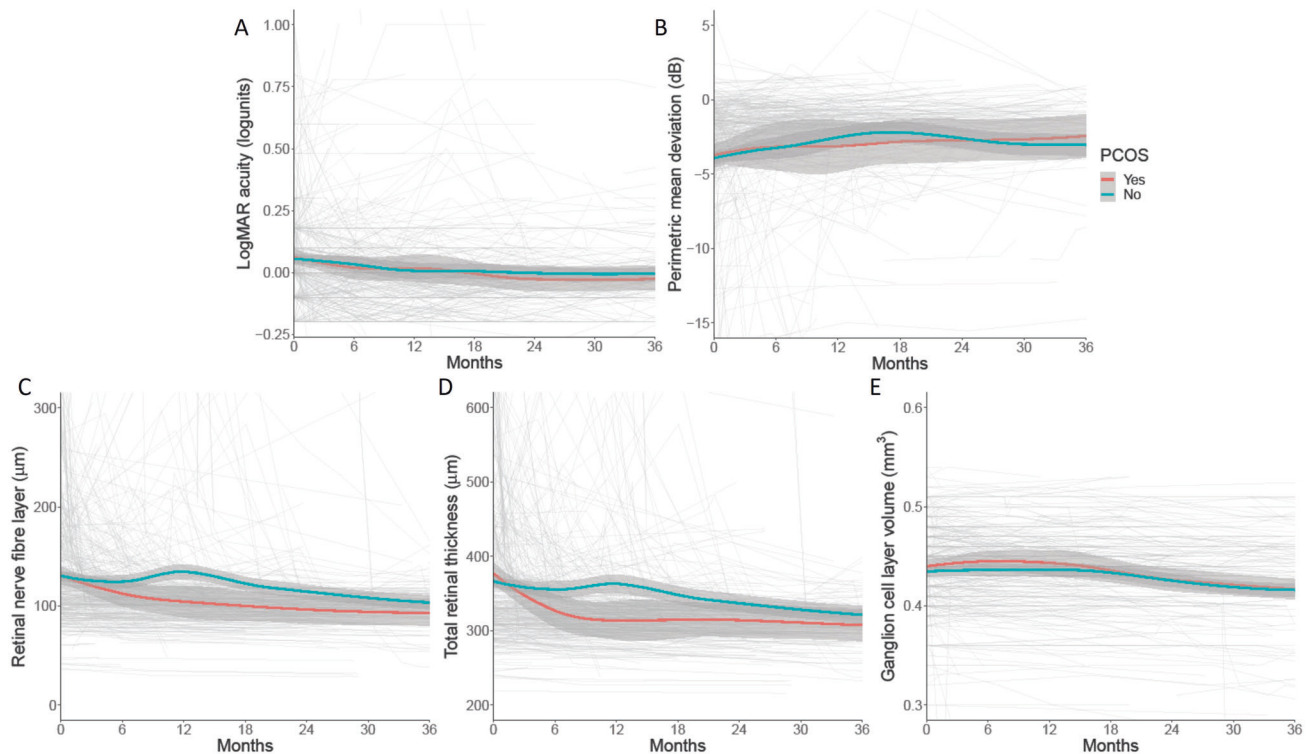 A
LogMAR acuity (logunits)
1.00
0.75
0.50
0.25
0.00
−0.25
0 6 12 18 24 30 36
Months
B
Perimetric mean deviation (dB)
5
0
−5
−10
−15
0 6 12 18 24 30 36
Months
PCOS
Yes
No
C
Retinal nerve fibre layer (μm)
300
200
100
0
0 6 12 18 24 30 36
Months
D
Total retinal thickness (μm)
600
500
400
300
200
0 6 12 18 24 30 36
Months
E
Ganglion cell layer volume (mm³)
0.6
0.5
0.4
0.3
0 6 12 18 24 30 36
Months